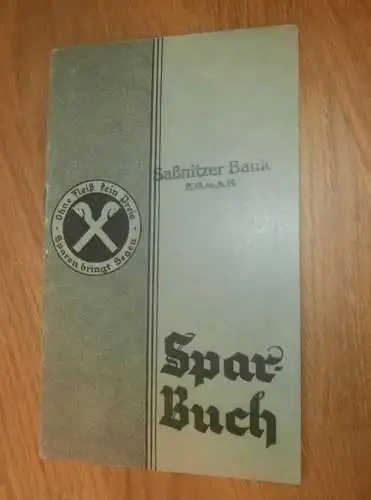 Saßnitzer Bank
e.G.m.b.H.
Ohne Fleiß kein Preis
Sparen bringt Segen
Spar-
Buch